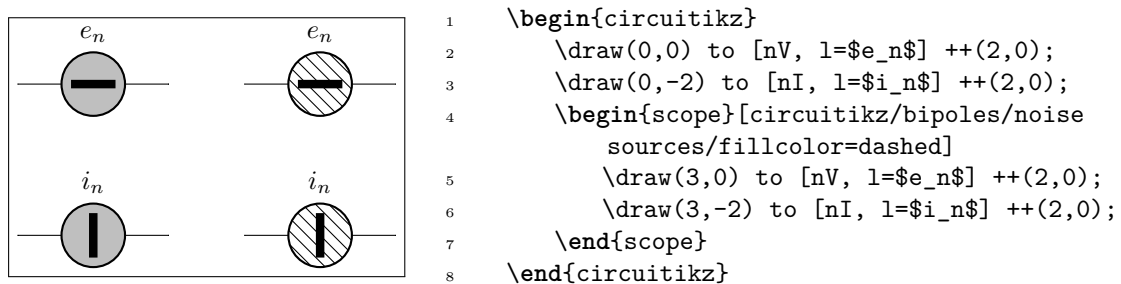 e_n e_n
i_n i_n
1 \begin{circuitikz}
2 \draw(0,0) to [nV, l=$e_n$] ++(2,0);
3 \draw(0,-2) to [nI, l=$i_n$] ++(2,0);
4 \begin{scope}[circuitikz/bipoles/noise
sources/fillcolor=dashed]
5 \draw(3,0) to [nV, l=$e_n$] ++(2,0);
6 \draw(3,-2) to [nI, l=$i_n$] ++(2,0);
7 \end{scope}
8 \end{circuitikz}